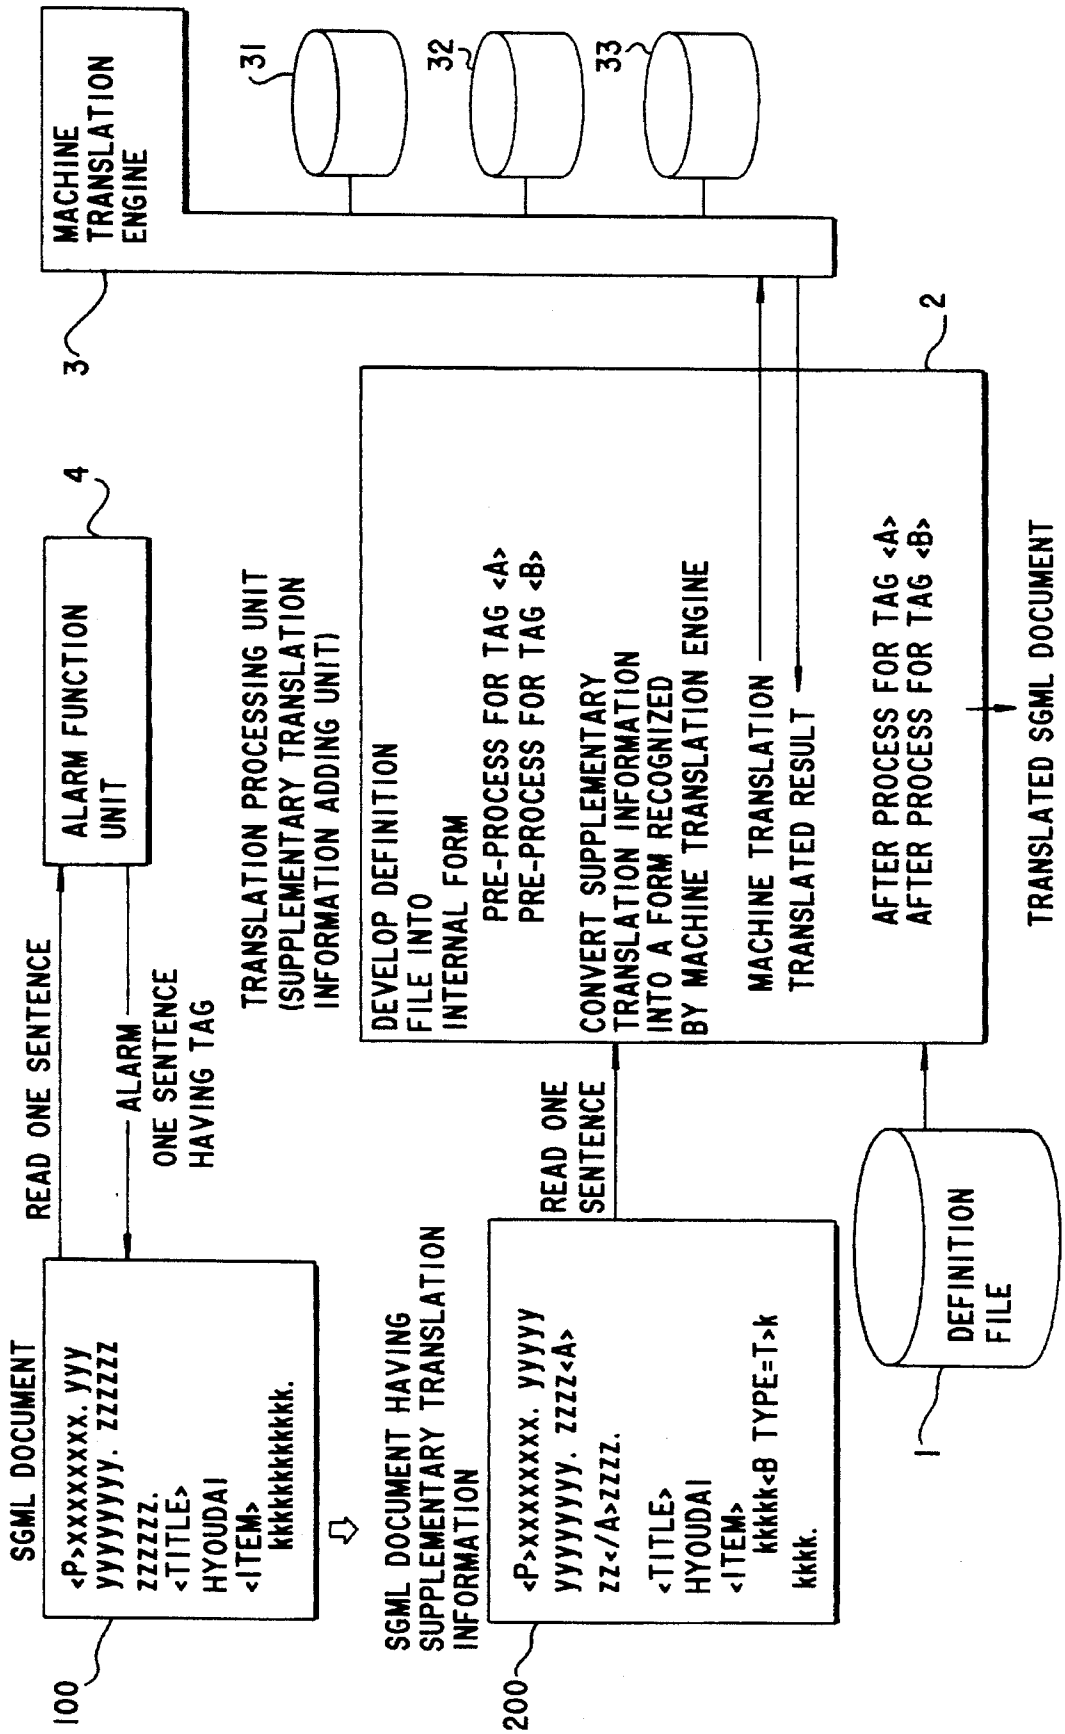 SGML DOCUMENT
100
<P>xxxxxxxx. yyy
yyyyyyyy. zzzzzz
zzzzzz.
<TITLE>
HYOUDAI
<ITEM>
kkkkkkkkkk.
READ ONE SENTENCE
ALARM
ONE SENTENCE
HAVING TAG
ALARM FUNCTION
UNIT
4
MACHINE
TRANSLATION
ENGINE
3
31
32
33
SGML DOCUMENT HAVING
SUPPLEMENTARY TRANSLATION
INFORMATION
200
<P>xxxxxxxx. yyyyy
yyyyyyyy. zzzz<A>
zz</A>zzzz.
<TITLE>
HYOUDAI
<ITEM>
kkkkk<B TYPE=T>k
kkkk.
READ ONE
SENTENCE
1
DEFINITION
FILE
TRANSLATION PROCESSING UNIT
(SUPPLEMENTARY TRANSLATION
INFORMATION ADDING UNIT)
2
DEVELOP DEFINITION
FILE INTO
INTERNAL FORM
PRE-PROCESS FOR TAG <A>
PRE-PROCESS FOR TAG <B>
CONVERT SUPPLEMENTARY
TRANSLATION INFORMATION
INTO A FORM RECOGNIZED
BY MACHINE TRANSLATION ENGINE
MACHINE TRANSLATION
TRANSLATED RESULT
AFTER PROCESS FOR TAG <A>
AFTER PROCESS FOR TAG <B>
TRANSLATED SGML DOCUMENT